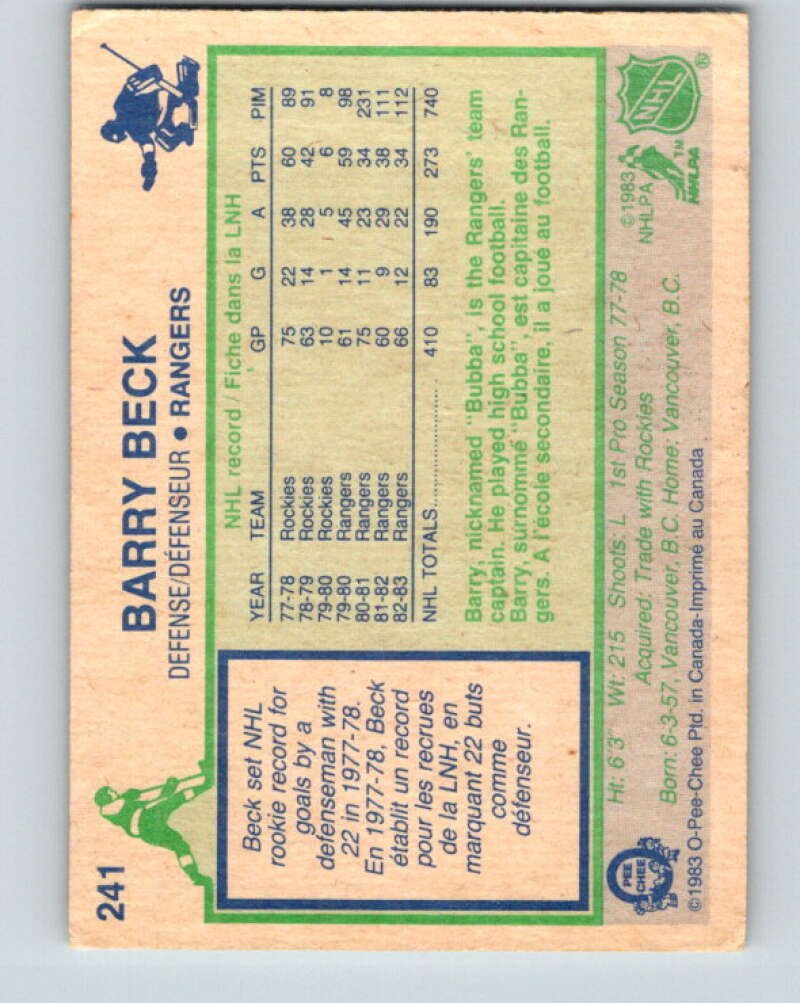 241
BARRY BECK
DEFENSE/DÉFENSEUR • RANGERS
Beck set NHL
rookie record for
goals by a
defenseman with
22 in 1977-78.
En 1977-78, Beck
établit un record
pour les recrues
de la LNH, en
marquant 22 buts
comme
défenseur.
NHL record / Fiche dans la LNH
YEAR TEAM GP G A PTS PIM
77-78 Rockies 75 22 38 60 89
78-79 Rockies 63 14 28 42 91
79-80 Rockies 10 1 5 6 8
79-80 Rangers 61 14 45 59 98
80-81 Rangers 75 11 23 34 231
81-82 Rangers 60 9 29 38 111
82-83 Rangers 66 12 22 34 112
NHL TOTALS............... 410 83 190 273 740
Barry, nicknamed "Bubba", is the Rangers' team
captain. He played high school football.
Barry, surnommé "Bubba", est capitaine des Ran-
gers. A l'école secondaire, il a joué au football.
PEE
CHEE
Ht: 6'3" Wt: 215 Shoots: L 1st Pro Season 77-78
Acquired: Trade with Rockies
Born: 6-3-57, Vancouver, B.C. Home: Vancouver, B.C.
©1983 O-Pee-Chee Ptd. in Canada-Imprimé au Canada
©1983
NHLPA
NHLPA
TM
NHL
®